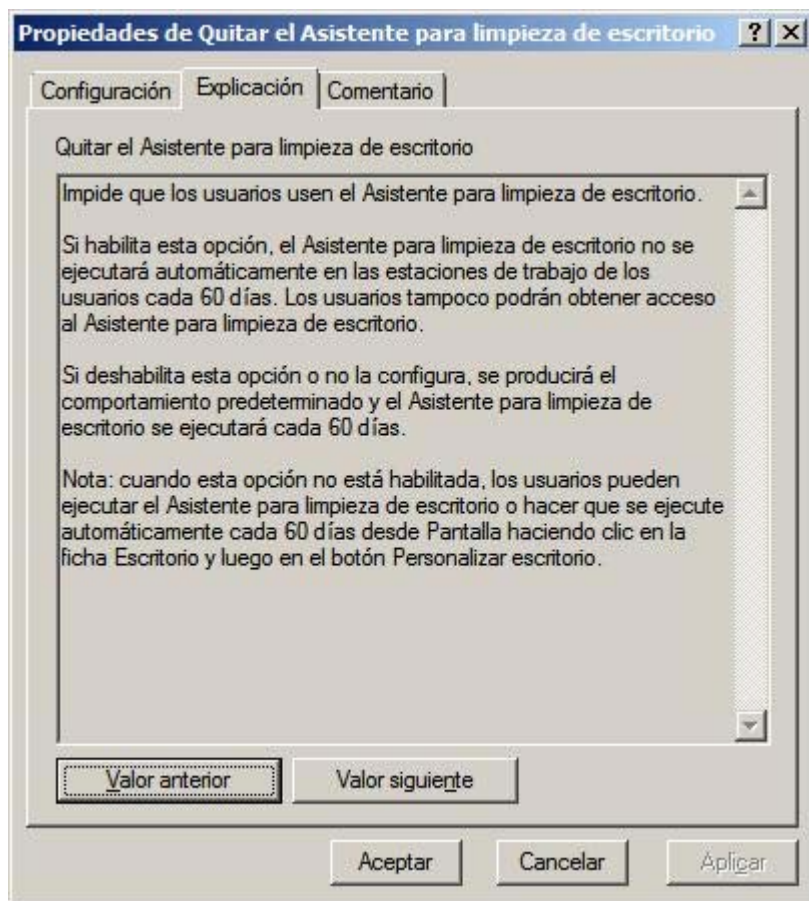 Propiedades de Quitar el Asistente para limpieza de escritorio
Configuración Explicación Comentario
Quitar el Asistente para limpieza de escritorio
Impide que los usuarios usen el Asistente para limpieza de escritorio.
Si habilita esta opción, el Asistente para limpieza de escritorio no se
ejecutará automáticamente en las estaciones de trabajo de los
usuarios cada 60 días. Los usuarios tampoco podrán obtener acceso
al Asistente para limpieza de escritorio.
Si deshabilita esta opción o no la configura, se producirá el
comportamiento predeterminado y el Asistente para limpieza de
escritorio se ejecutará cada 60 días.
Nota: cuando esta opción no está habilitada, los usuarios pueden
ejecutar el Asistente para limpieza de escritorio o hacer que se ejecute
automáticamente cada 60 días desde Pantalla haciendo clic en la
ficha Escritorio y luego en el botón Personalizar escritorio.
Valor anterior Valor siguiente
Aceptar Cancelar Aplicar